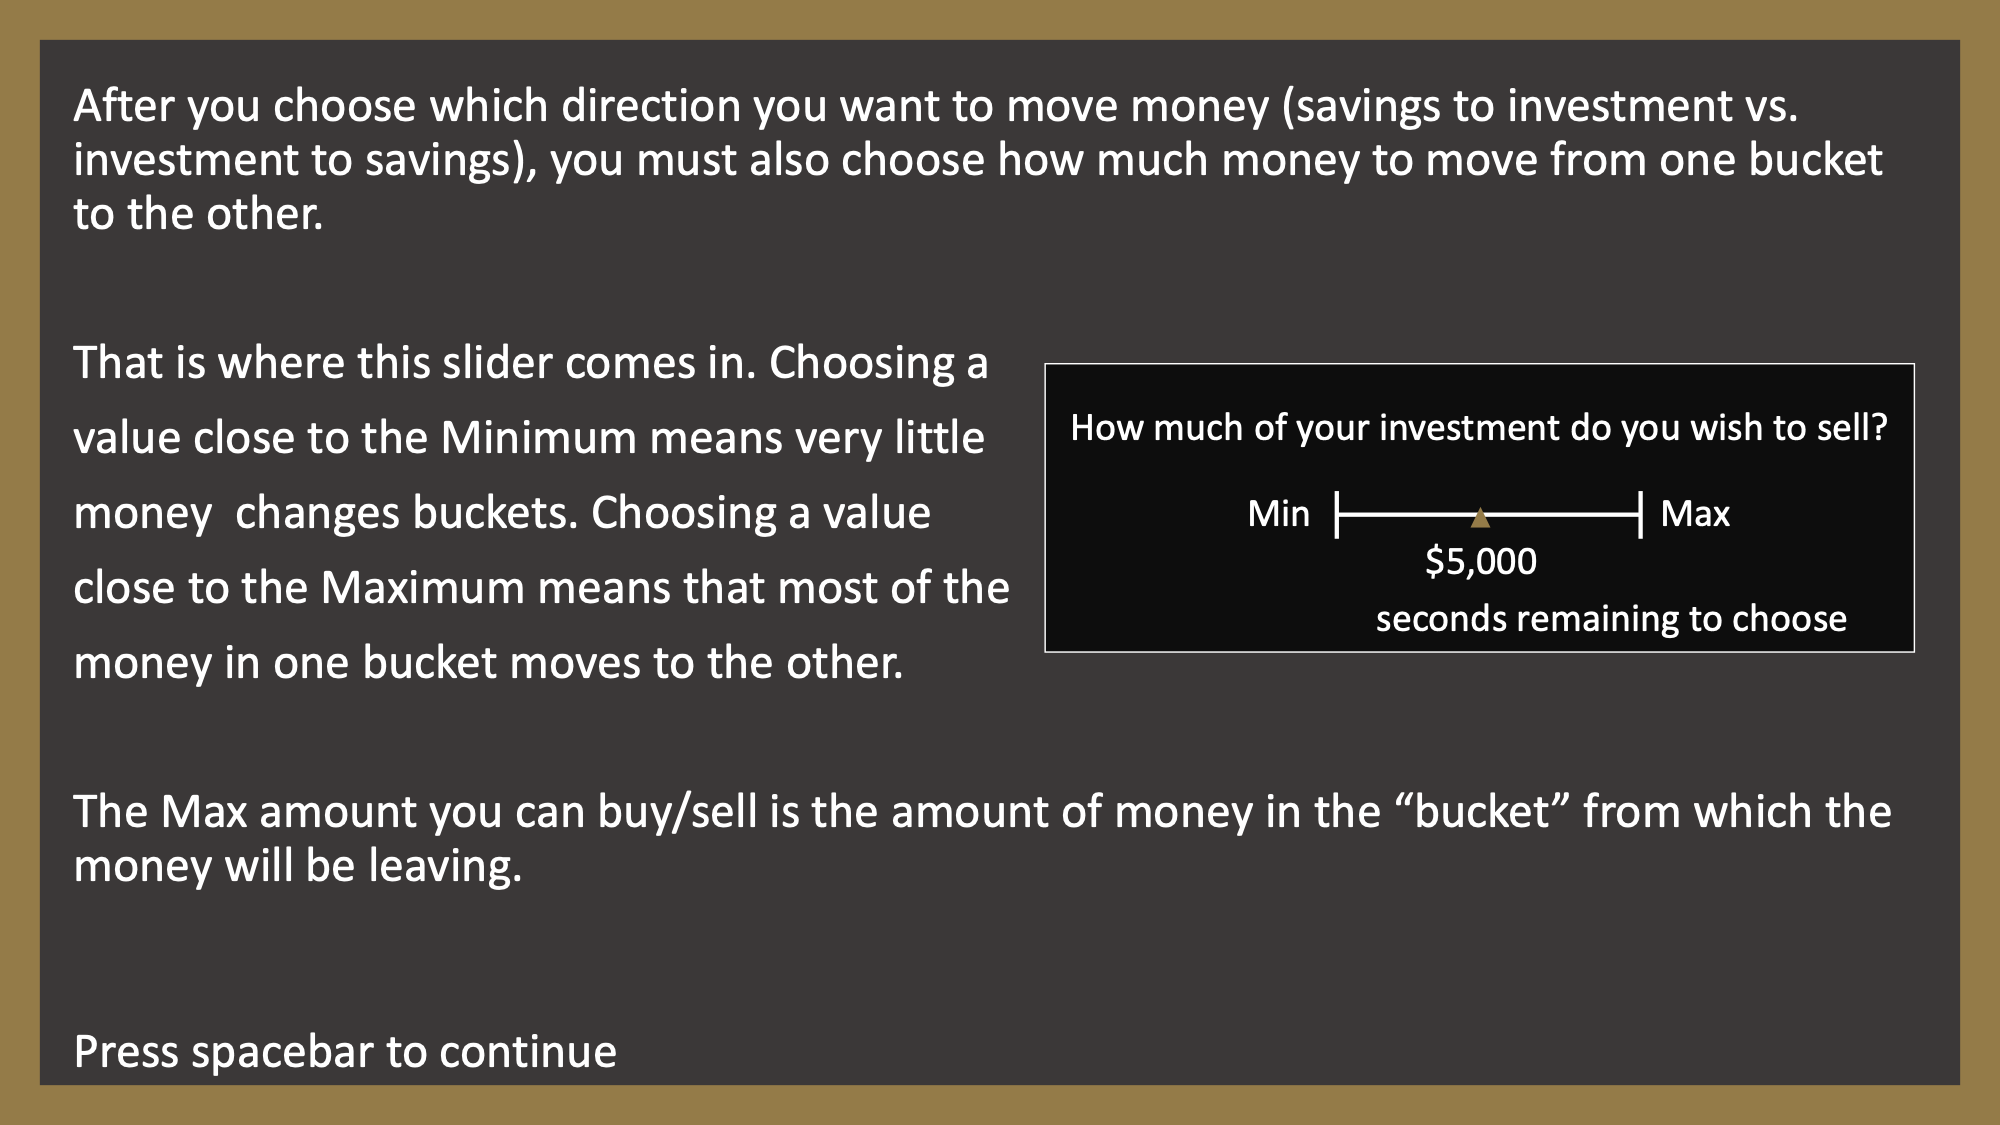 After you choose which direction you want to move money (savings to investment vs.
investment to savings), you must also choose how much money to move from one bucket
to the other.
That is where this slider comes in. Choosing a
value close to the Minimum means very little
money  changes buckets. Choosing a value
close to the Maximum means that most of the
money in one bucket moves to the other.
How much of your investment do you wish to sell?
Min Max
$5,000
seconds remaining to choose
The Max amount you can buy/sell is the amount of money in the “bucket” from which the
money will be leaving.
Press spacebar to continue